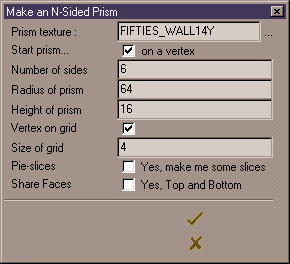 Make an N-Sided Prism
Prism texture : FIFTIES_WALL14Y ...
Start prism... on a vertex
Number of sides 6
Radius of prism 64
Height of prism 16
Vertex on grid
Size of grid 4
Pie-slices Yes, make me some slices
Share Faces Yes, Top and Bottom